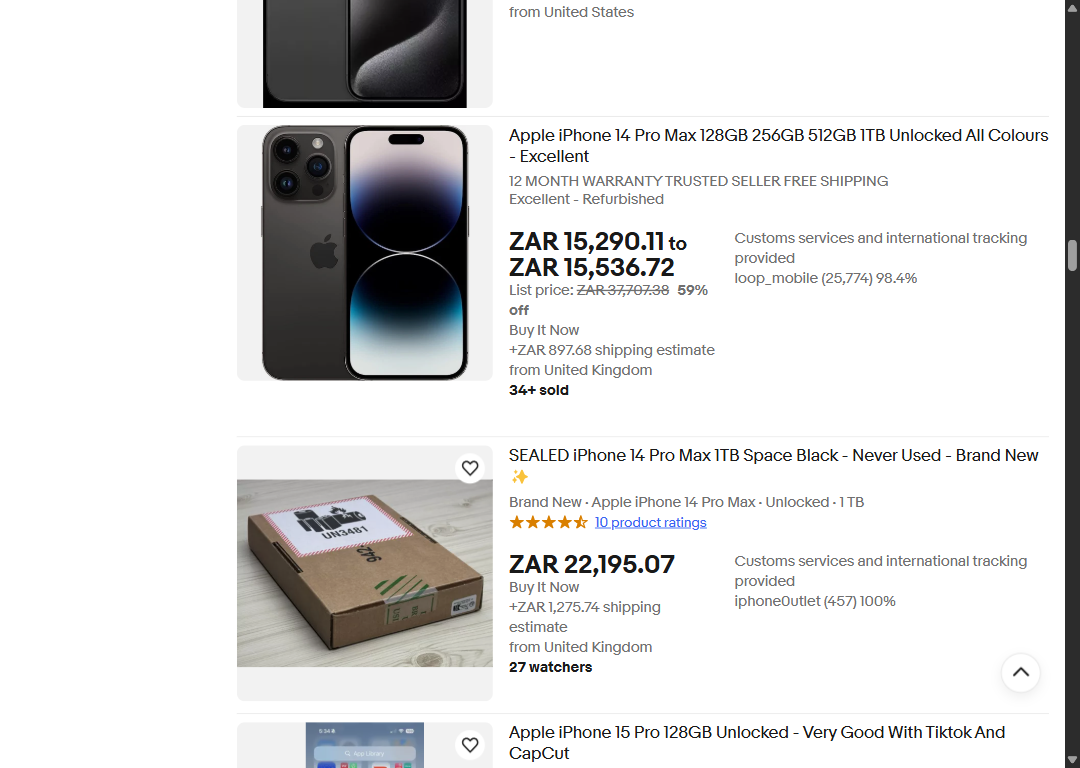 from United States
Apple iPhone 14 Pro Max 128GB 256GB 512GB 1TB Unlocked All Colours
- Excellent
12 MONTH WARRANTY TRUSTED SELLER FREE SHIPPING
Excellent - Refurbished
ZAR 15,290.11 to
ZAR 15,536.72
List price: ZAR 37,707.38 59%
off
Buy It Now
+ZAR 897.68 shipping estimate
from United Kingdom
34+ sold
Customs services and international tracking
provided
loop_mobile (25,774) 98.4%
SEALED iPhone 14 Pro Max 1TB Space Black - Never Used - Brand New
✨
Brand New · Apple iPhone 14 Pro Max · Unlocked · 1 TB
10 product ratings
ZAR 22,195.07
Buy It Now
+ZAR 1,275.74 shipping
estimate
from United Kingdom
27 watchers
Customs services and international tracking
provided
iphone0utlet (457) 100%
UN3481
942
Apple iPhone 15 Pro 128GB Unlocked - Very Good With Tiktok And
CapCut
5:34
App Library